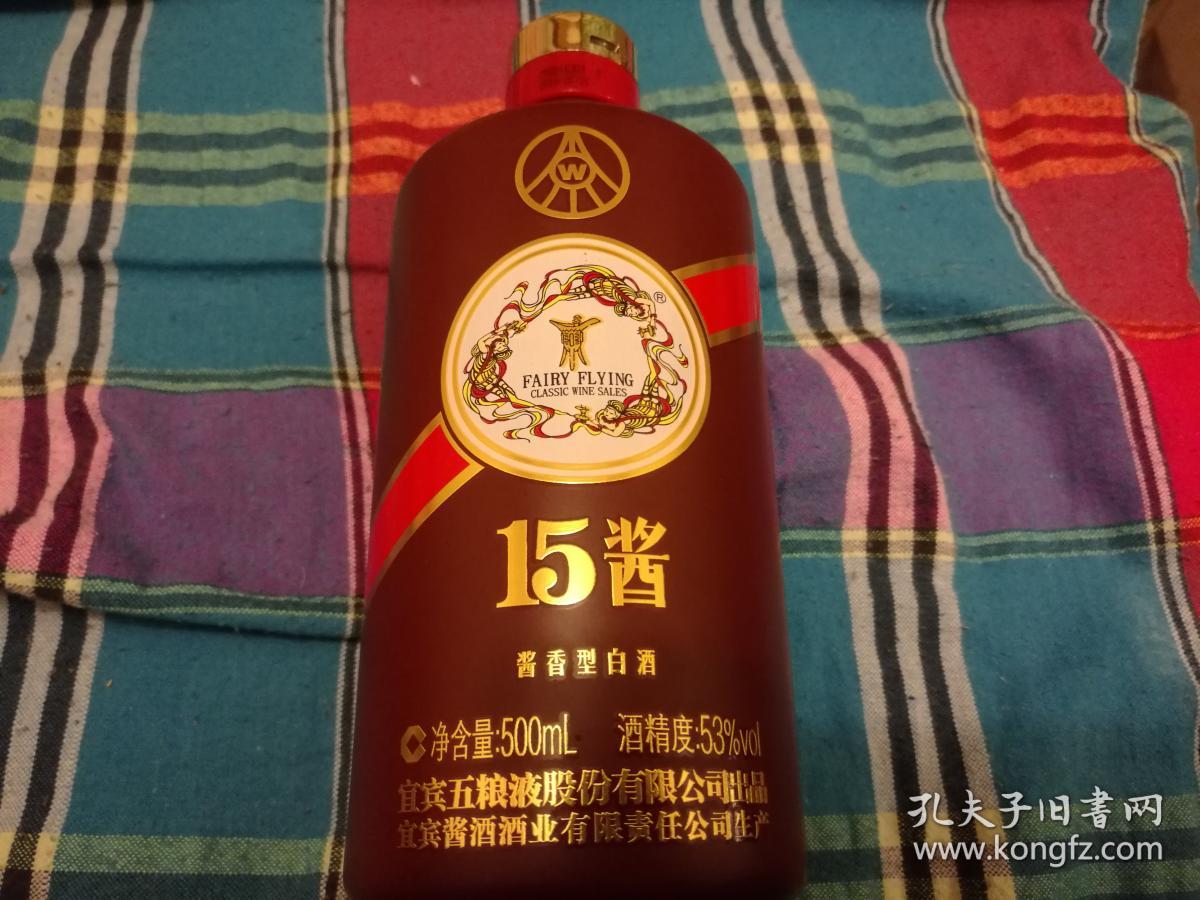 W
®
FAIRY FLYING
CLASSIC WINE SALES
15酱
酱香型白酒
净含量:500mL 酒精度:53%vol
宜宾五粮液股份有限公司出品
宜宾酱酒酒业有限责任公司生产
孔夫子旧書网
www.kongfz.com